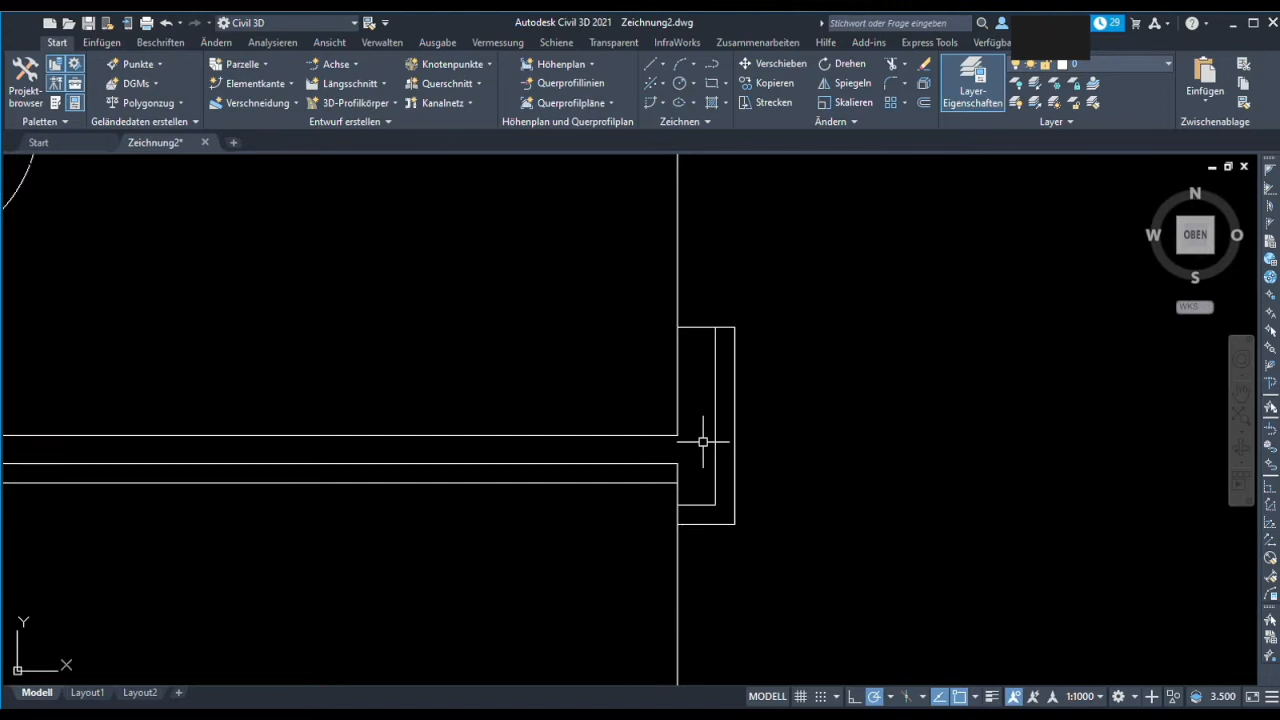 Civil 3D
Autodesk Civil 3D 2021 Zeichnung2.dwg
Stichwort oder Frage eingeben
29
Start Einfügen Beschriften Ändern Analysieren Ansicht Verwalten Ausgabe Vermessung Schiene Transparent InfraWorks Zusammenarbeiten Hilfe Add-ins Express Tools
Punkte Parzelle Achse Knotenpunkte Höhenplan Verschieben Drehen 0
DGMs Elementkante Längsschnitt Querschnitt Querprofillinien Kopieren Spiegeln
Projekt-
browser
Polygonzug Verschneidung 3D-Profilkörper Kanalnetz Querprofilpläne Strecken Skalieren
Layer-
Eigenschaften
Einfügen
Paletten Geländedaten erstellen Entwurf erstellen Höhenplan und Querprofilplan Zeichnen Ändern Layer Zwischenablage
Start Zeichnung2*
N
W OBEN O
S
WKS
Y
X
Modell Layout1 Layout2
MODELL 1:1000 3.500